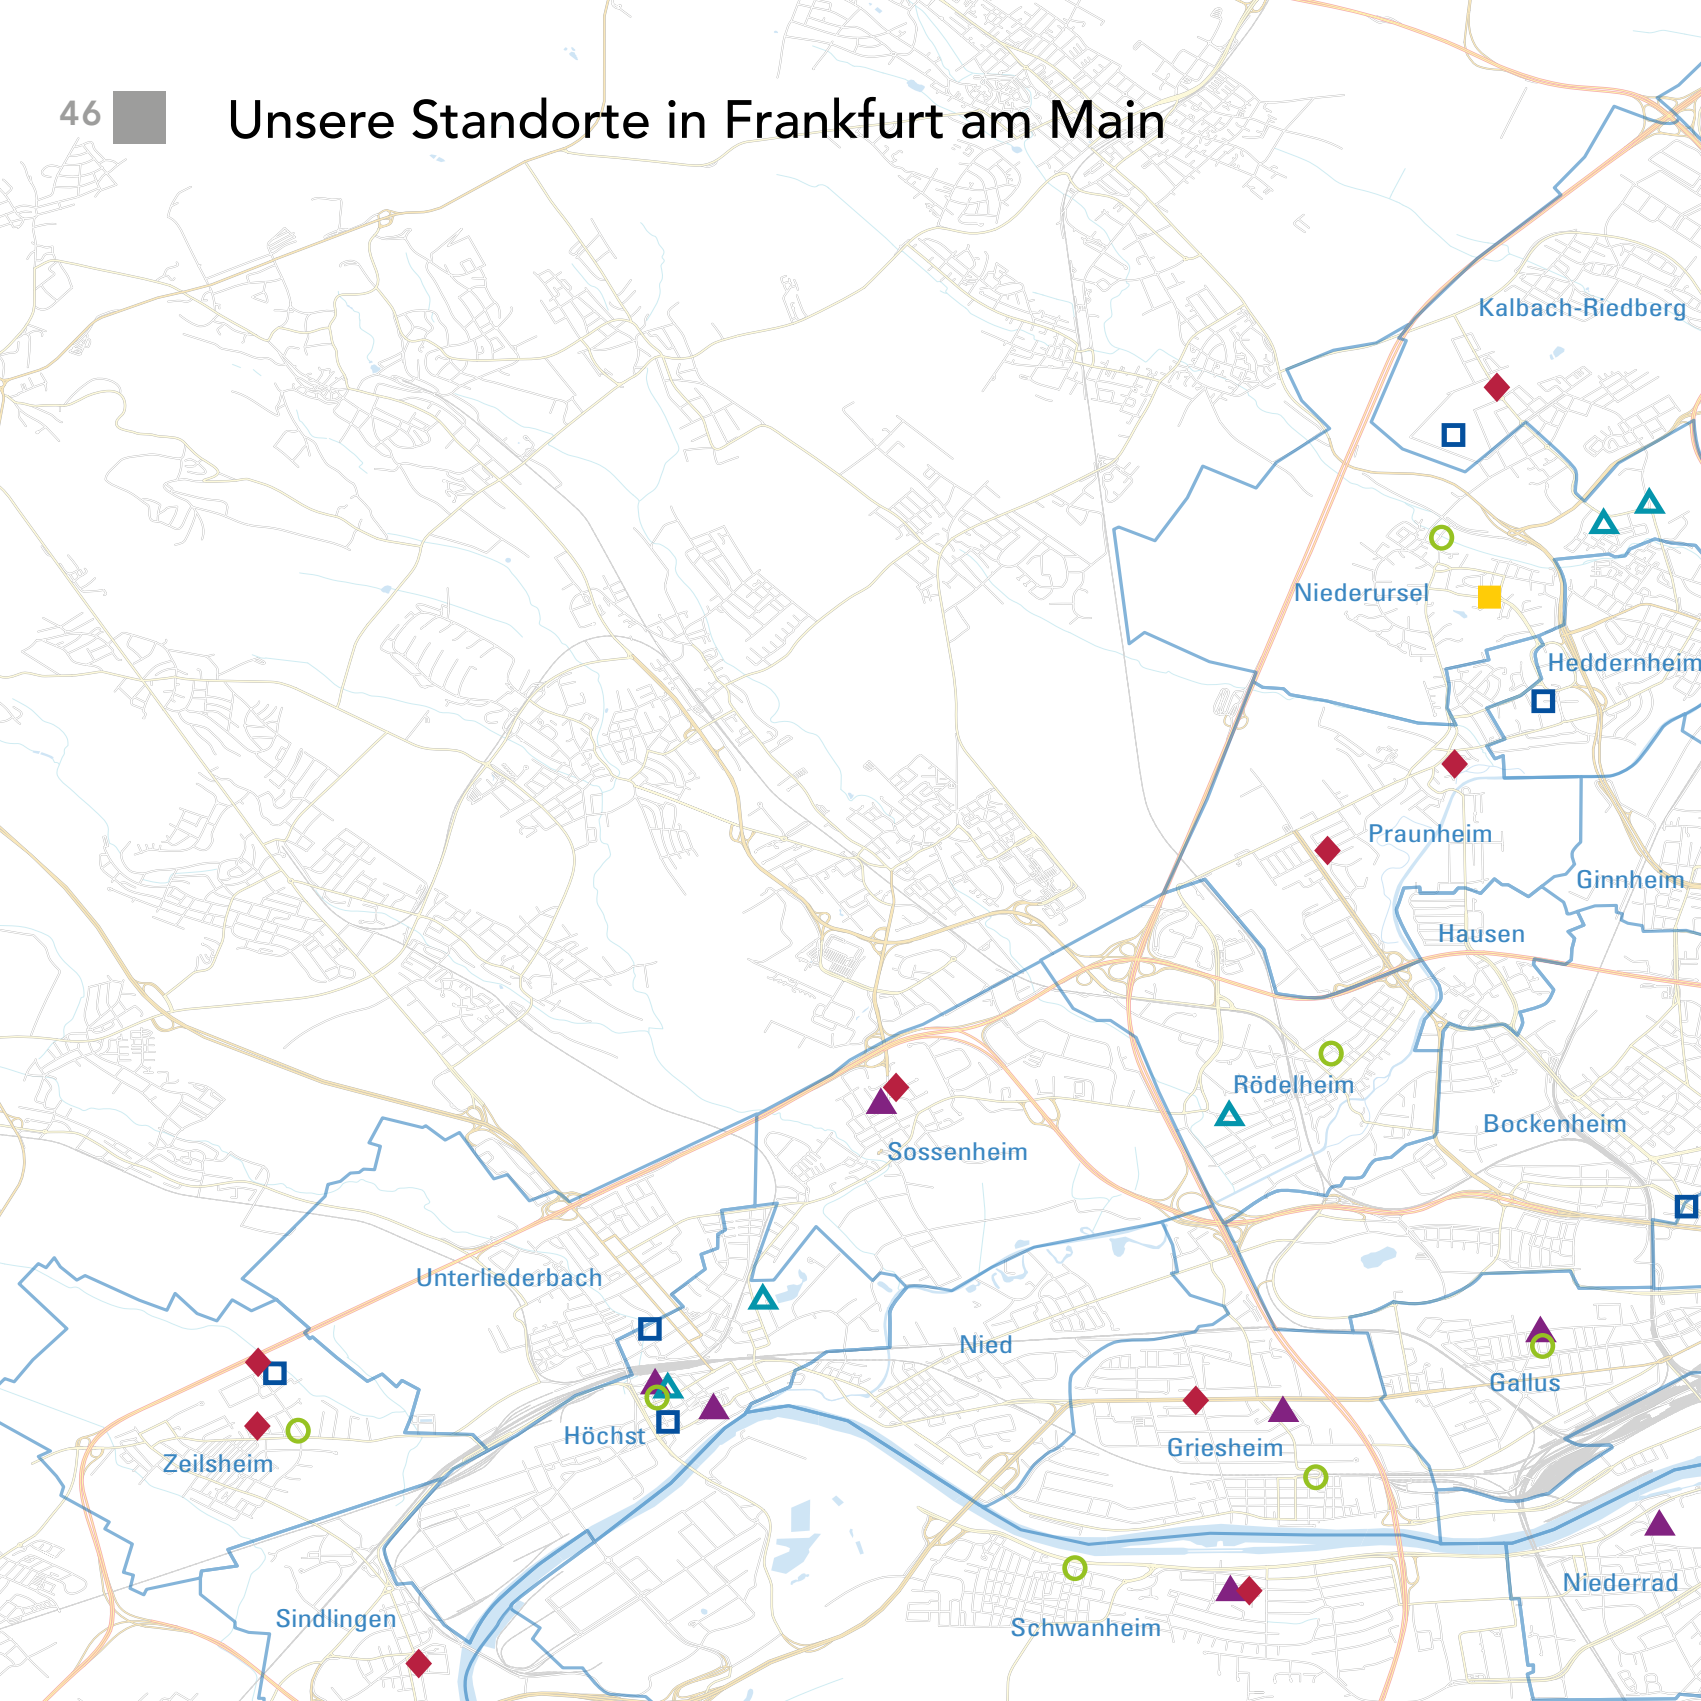 46
Unsere Standorte in Frankfurt am Main
Kalbach-Riedberg
Niederursel
Heddernheim
Praunheim
Ginnheim
Hausen
Rödelheim
Bockenheim
Sossenheim
Unterliederbach
Nied
Gallus
Höchst
Griesheim
Zeilsheim
Niederrad
Sindlingen
Schwanheim